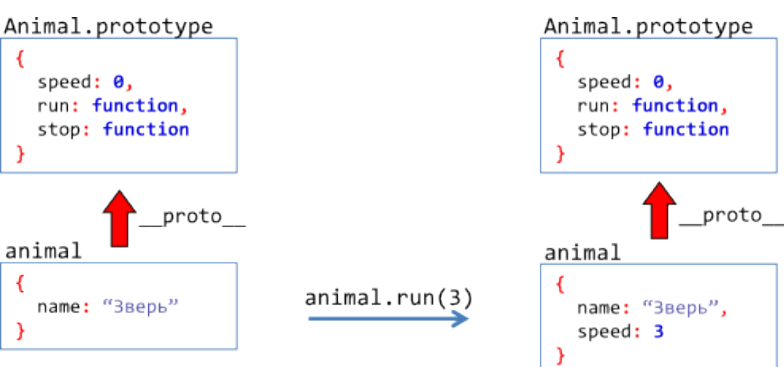 Animal.prototype
{
speed: 0,
run: function,
stop: function
}
__proto__
animal
{
name: “Зверь”
}
animal.run(3)
Animal.prototype
{
speed: 0,
run: function,
stop: function
}
__proto__
animal
{
name: “Зверь”,
speed: 3
}